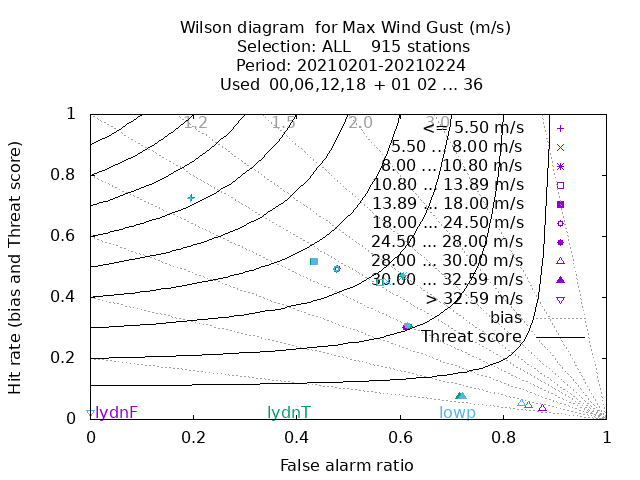 Wilson diagram for Max Wind Gust (m/s)
Selection: ALL 915 stations
Period: 20210201-20210224
Used 00,06,12,18 + 01 02 ... 36
1.2 1.5 2.0 3.0
<= 5.50 m/s
5.50 ... 8.00 m/s
8.00 ... 10.80 m/s
10.80 ... 13.89 m/s
13.89 ... 18.00 m/s
18.00 ... 24.50 m/s
24.50 ... 28.00 m/s
28.00 ... 30.00 m/s
30.00 ... 32.59 m/s
> 32.59 m/s
bias
Threat score
1
0.8
0.6
0.4
0.2
0
Hit rate (bias and Threat score)
lydnF lydnT lowp
0 0.2 0.4 0.6 0.8 1
False alarm ratio